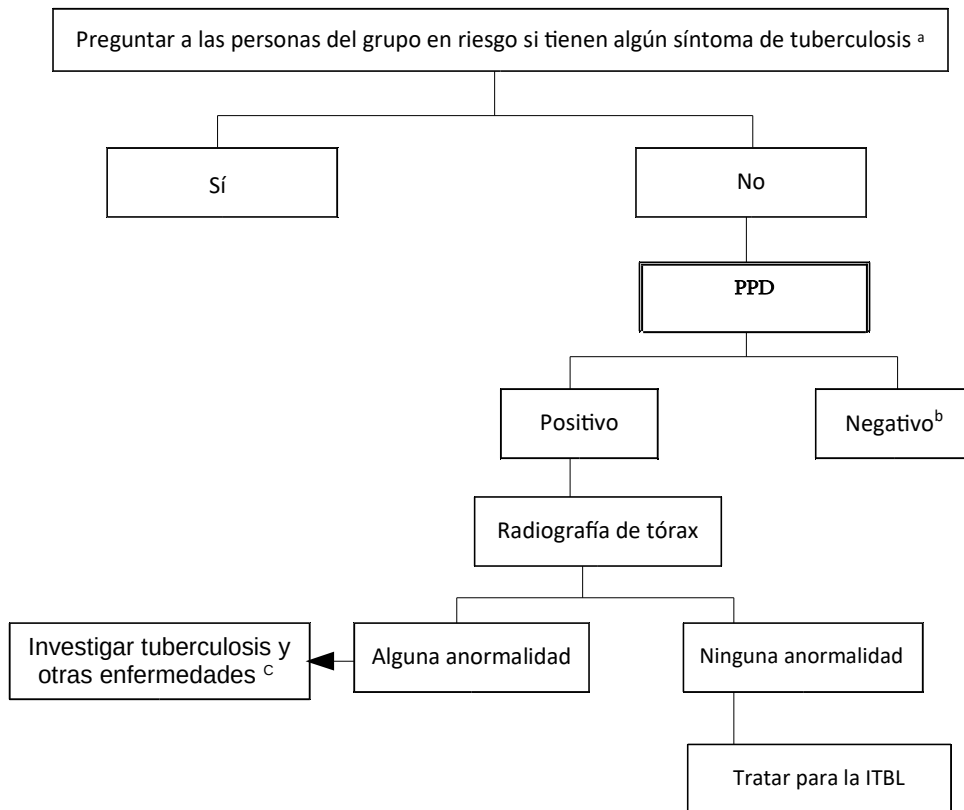 Preguntar a las personas del grupo en riesgo si tienen algún síntoma de tuberculosis ᵃ
Sí
No
PPD
Positivo
Negativoᵇ
Radiografía de tórax
Investigar tuberculosis y
otras enfermedades ᶜ
Alguna anormalidad
Ninguna anormalidad
Tratar para la ITBL